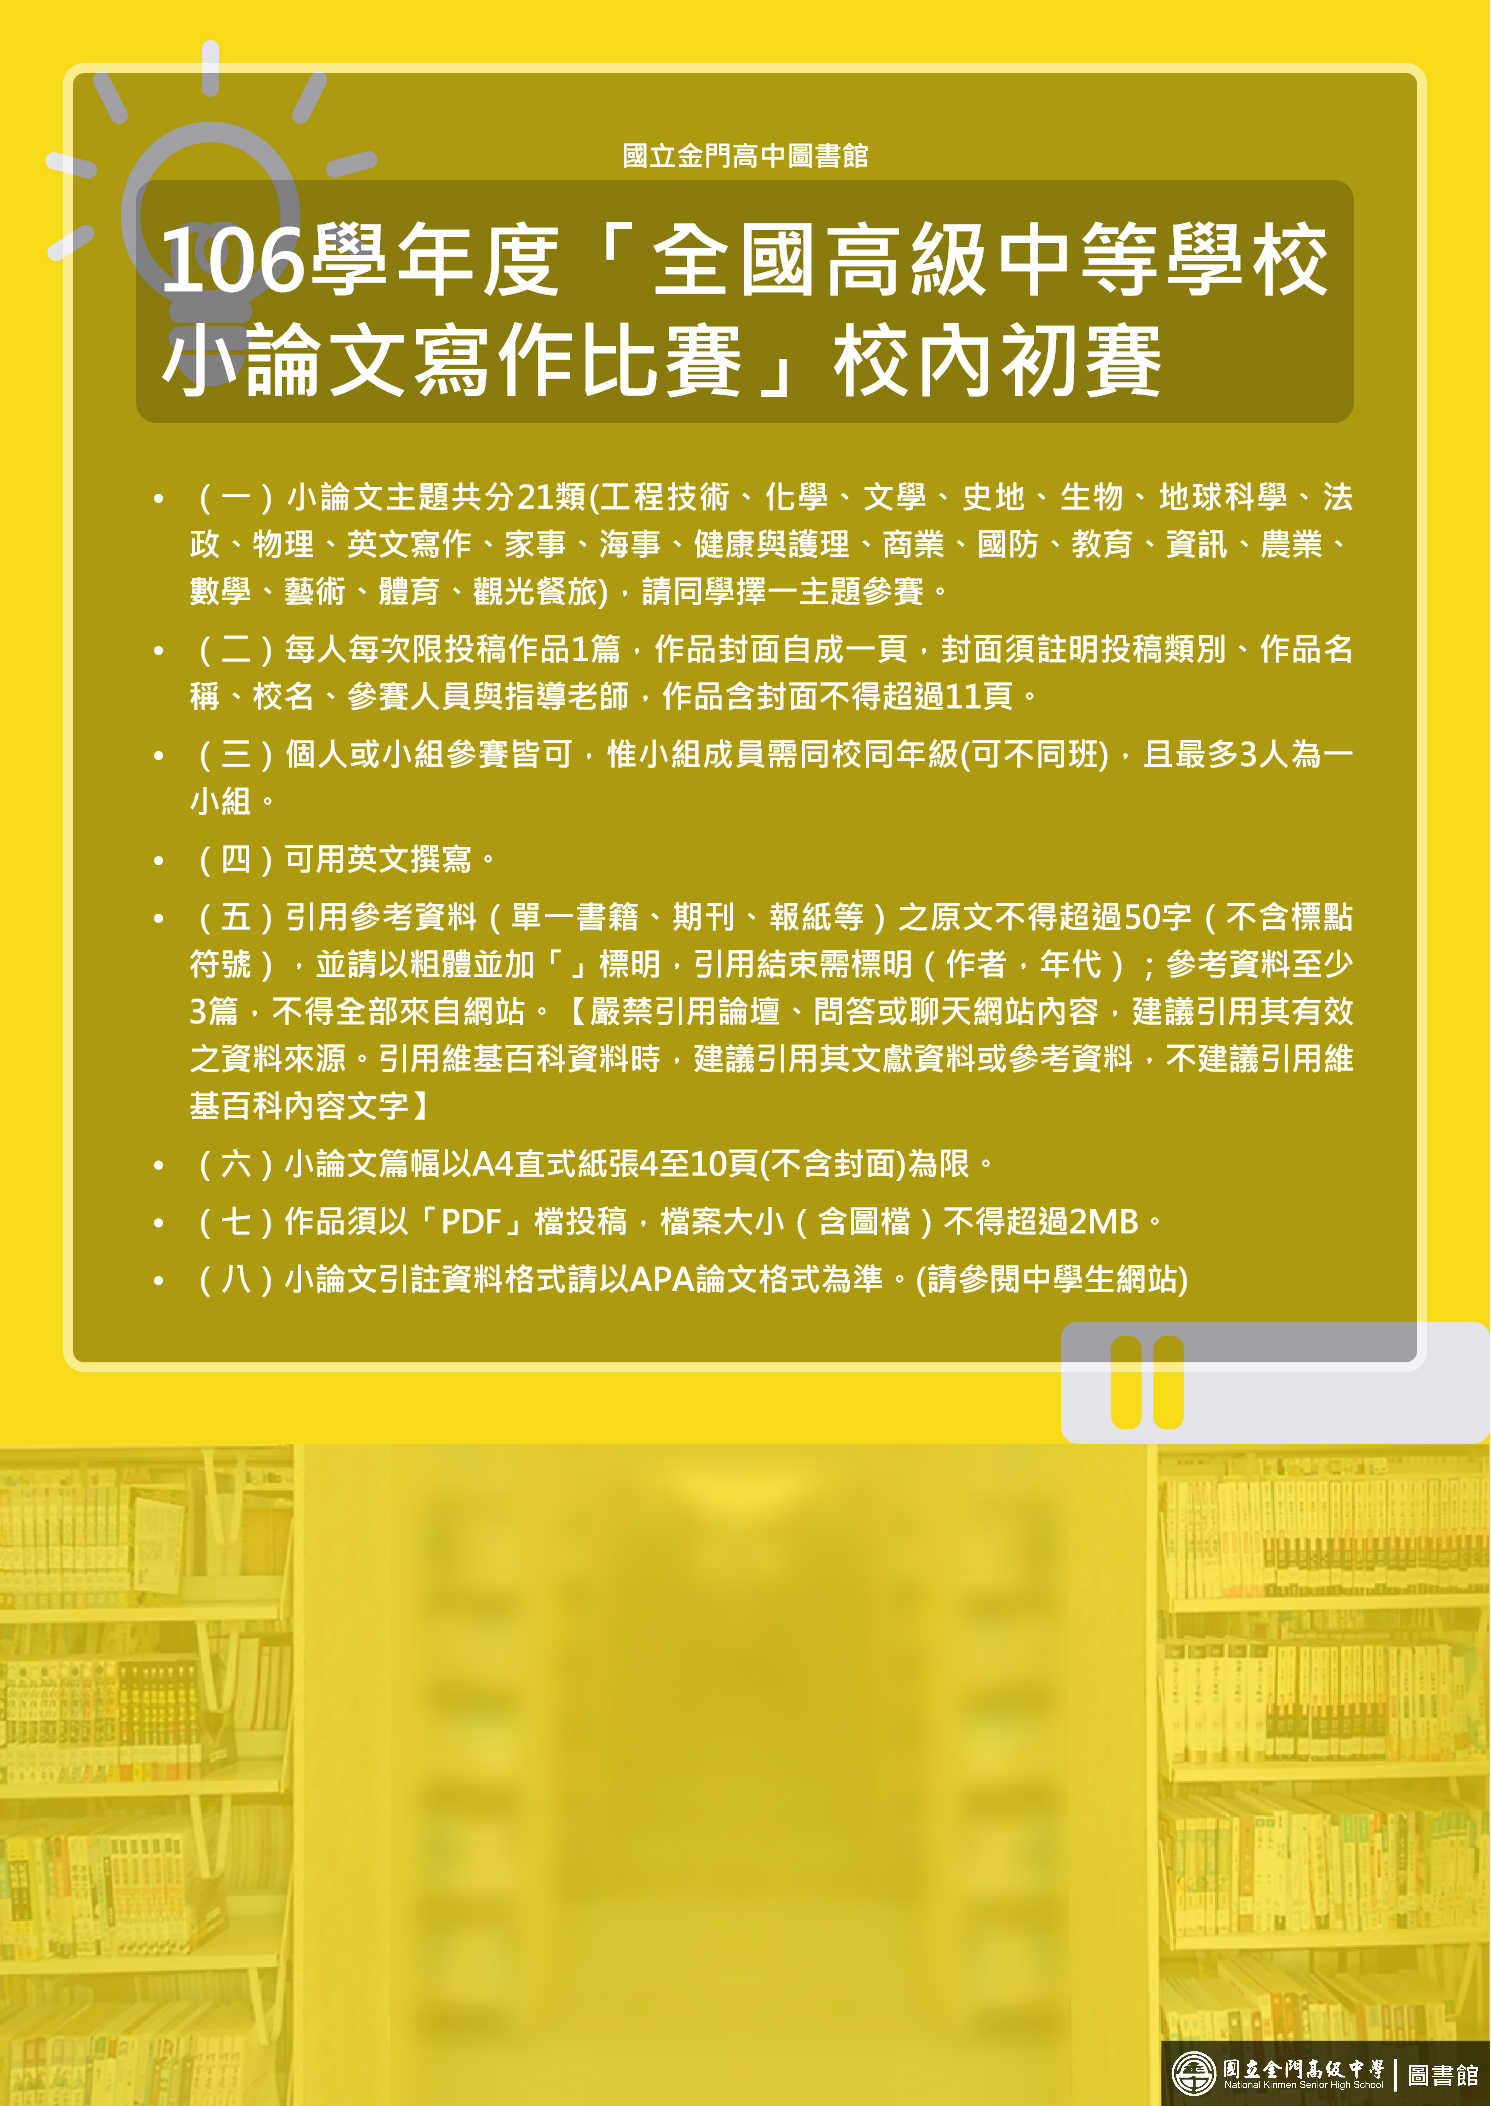 國立金門高中圖書館
106學年度「全國高級中等學校
小論文寫作比賽」校內初賽
• （一）小論文主題共分21類(工程技術、化學、文學、史地、生物、地球科學、法
政、物理、英文寫作、家事、海事、健康與護理、商業、國防、教育、資訊、農業、
數學、藝術、體育、觀光餐旅)，請同學擇一主題參賽。
• （二）每人每次限投稿作品1篇，作品封面自成一頁，封面須註明投稿類別、作品名
稱、校名、參賽人員與指導老師，作品含封面不得超過11頁。
• （三）個人或小組參賽皆可，惟小組成員需同校同年級(可不同班)，且最多3人為一
小組。
• （四）可用英文撰寫。
• （五）引用參考資料（單一書籍、期刊、報紙等）之原文不得超過50字（不含標點
符號），並請以粗體並加「」標明，引用結束需標明（作者，年代）；參考資料至少
3篇，不得全部來自網站。【嚴禁引用論壇、問答或聊天網站內容，建議引用其有效
之資料來源。引用維基百科資料時，建議引用其文獻資料或參考資料，不建議引用維
基百科內容文字】
• （六）小論文篇幅以A4直式紙張4至10頁(不含封面)為限。
• （七）作品須以「PDF」檔投稿，檔案大小（含圖檔）不得超過2MB。
• （八）小論文引註資料格式請以APA論文格式為準。(請參閱中學生網站)
國立金門高級中學
National Kinmen Senior High School
圖書館